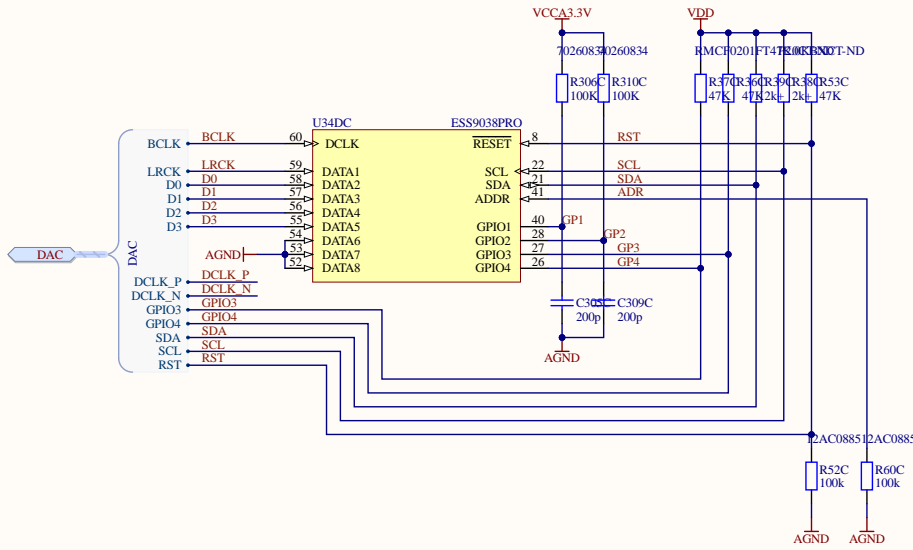 VCCA3.3V
VDD
70260834
70260834
RMCF0201FT47K0CT-ND
R306C
100K
R310C
100K
R37C
47K
R36C
47K
R39C
2k+
R38C
2k+
R53C
47K
U34DC
ESS9038PRO
BCLK BCLK 60 DCLK RESET 8 RST
LRCK LRCK 59 DATA1 SCL 22 SCL
D0 D0 58 DATA2 SDA 21 SDA
D1 D1 57 DATA3 ADDR 41 ADR
D2 D2 56 DATA4
D3 D3 55 DATA5 GPIO1 40 GP1
54 DATA6 GPIO2 28 GP2
AGND 53 DATA7 GPIO3 27 GP3
52 DATA8 GPIO4 26 GP4
DAC
DAC
DCLK_P DCLK_P
DCLK_N DCLK_N
GPIO3 GPIO3
GPIO4 GPIO4
SDA SDA
SCL SCL
RST RST
C305C
200p
C309C
200p
AGND
12AC0885
12AC0885
R52C
100k
R60C
100k
AGND
AGND